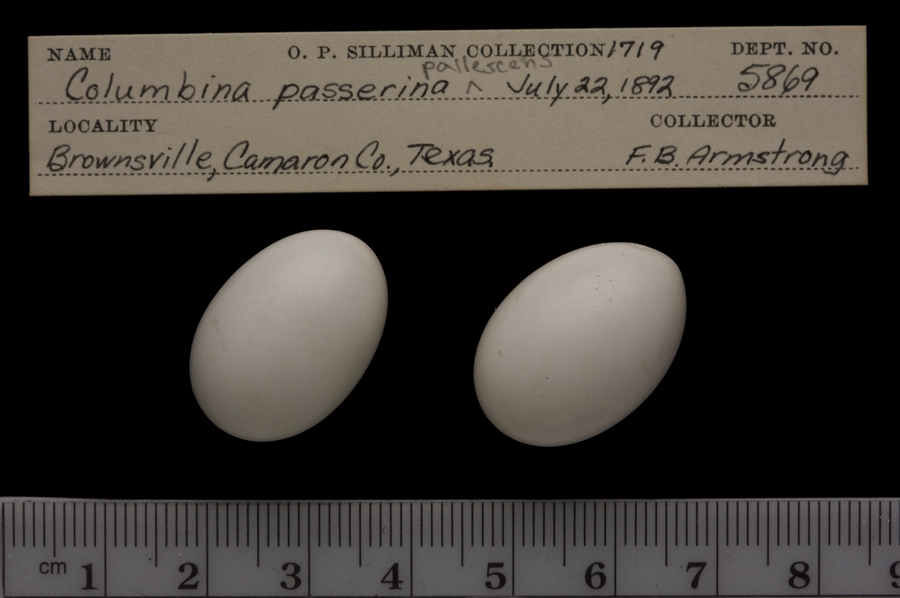 NAME O. P. SILLIMAN COLLECTION 1719 DEPT. NO.
pallescens
Columbina passerina ^ July 22, 1892 5869
LOCALITY COLLECTOR
Brownsville, Camaron Co., Texas F.B. Armstrong
cm 1 2 3 4 5 6 7 8 9